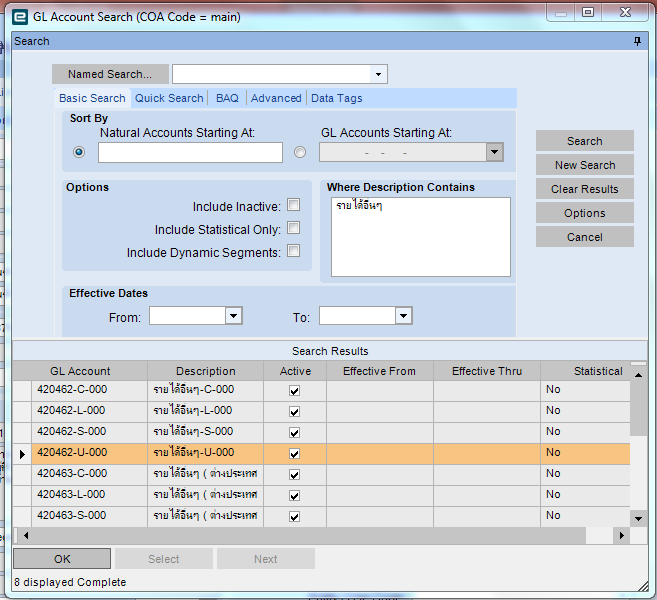 GL Account Search (COA Code = main)
Search
Named Search...
Basic Search Quick Search BAQ Advanced Data Tags
Sort By
Natural Accounts Starting At: GL Accounts Starting At:
- - -
Search
New Search
Clear Results
Options
Cancel
Options
Include Inactive:
Include Statistical Only:
Include Dynamic Segments:
Where Description Contains
รายได้อื่นๆ
Effective Dates
From: To:
Search Results
GL Account Description Active Effective From Effective Thru Statistical
420462-C-000 รายได้อื่นๆ-C-000 No
420462-L-000 รายได้อื่นๆ-L-000 No
420462-S-000 รายได้อื่นๆ-S-000 No
420462-U-000 รายได้อื่นๆ-U-000 No
420463-C-000 รายได้อื่นๆ ( ต่างประเทศ No
420463-L-000 รายได้อื่นๆ ( ต่างประเทศ No
420463-S-000 รายได้อื่นๆ ( ต่างประเทศ No
OK Select Next
8 displayed Complete